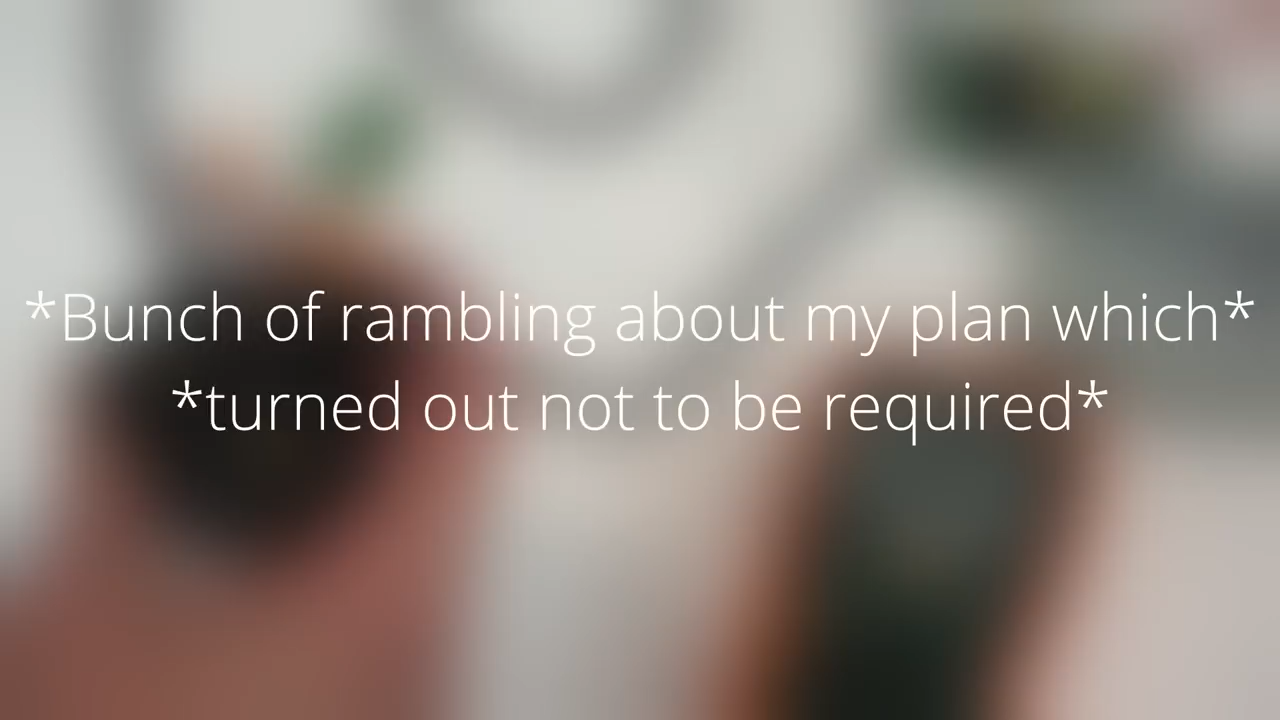 *Bunch of rambling about my plan which*
*turned out not to be required*